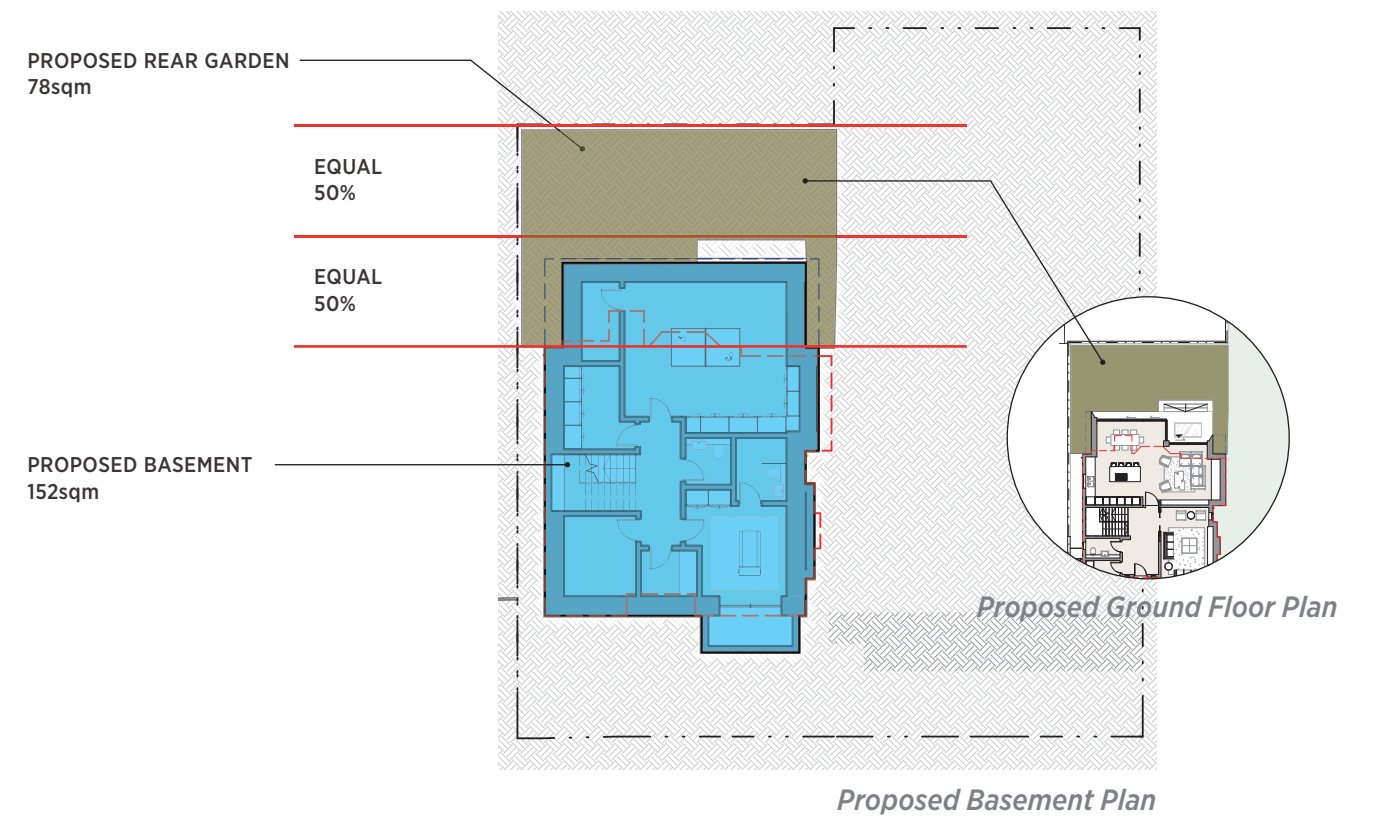 PROPOSED REAR GARDEN
78sqm
EQUAL
50%
EQUAL
50%
PROPOSED BASEMENT
152sqm
Proposed Ground Floor Plan
Proposed Basement Plan